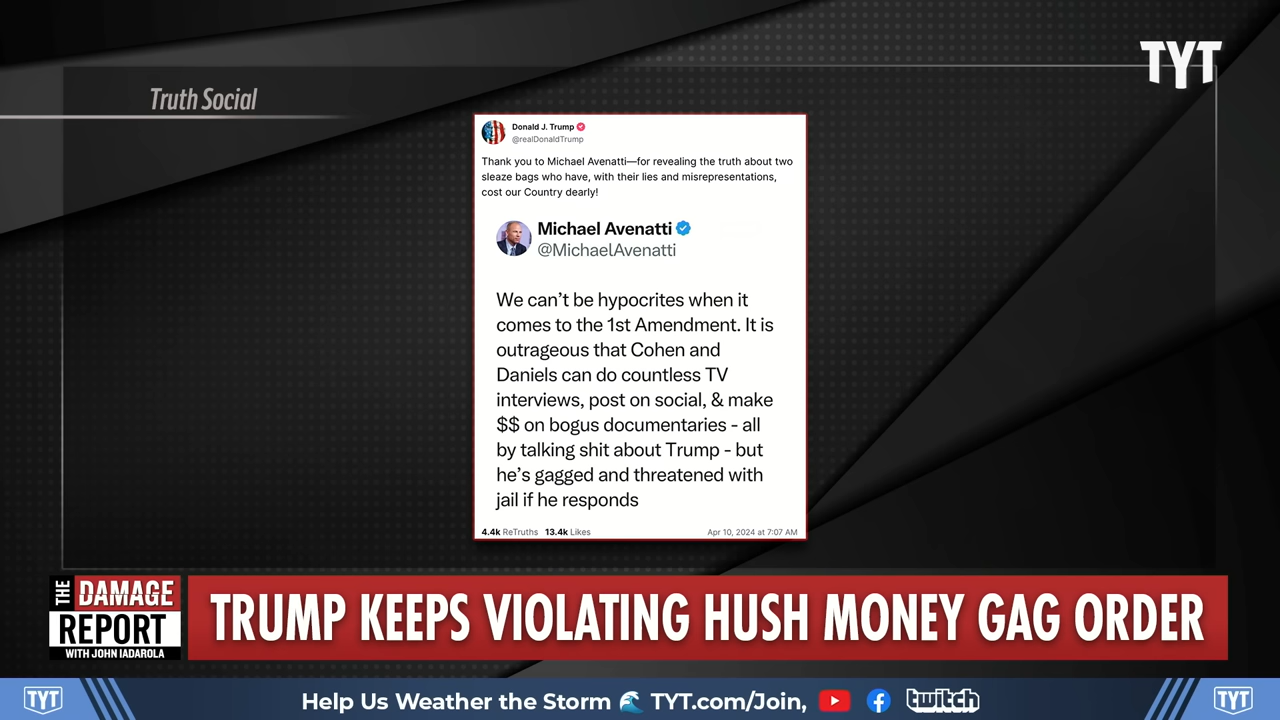 TYT
Truth Social
Donald J. Trump
@realDonaldTrump
Thank you to Michael Avenatti—for revealing the truth about two
sleaze bags who have, with their lies and misrepresentations,
cost our Country dearly!
Michael Avenatti
@MichaelAvenatti
We can’t be hypocrites when it
comes to the 1st Amendment. It is
outrageous that Cohen and
Daniels can do countless TV
interviews, post on social, & make
$$ on bogus documentaries - all
by talking shit about Trump - but
he’s gagged and threatened with
jail if he responds
4.4k ReTruths 13.4k Likes Apr 10, 2024 at 7:07 AM
THE DAMAGE
REPORT
WITH JOHN IADAROLA
TRUMP KEEPS VIOLATING HUSH MONEY GAG ORDER
TYT Help Us Weather the Storm 🌊 TYT.com/Join, twitch TYT